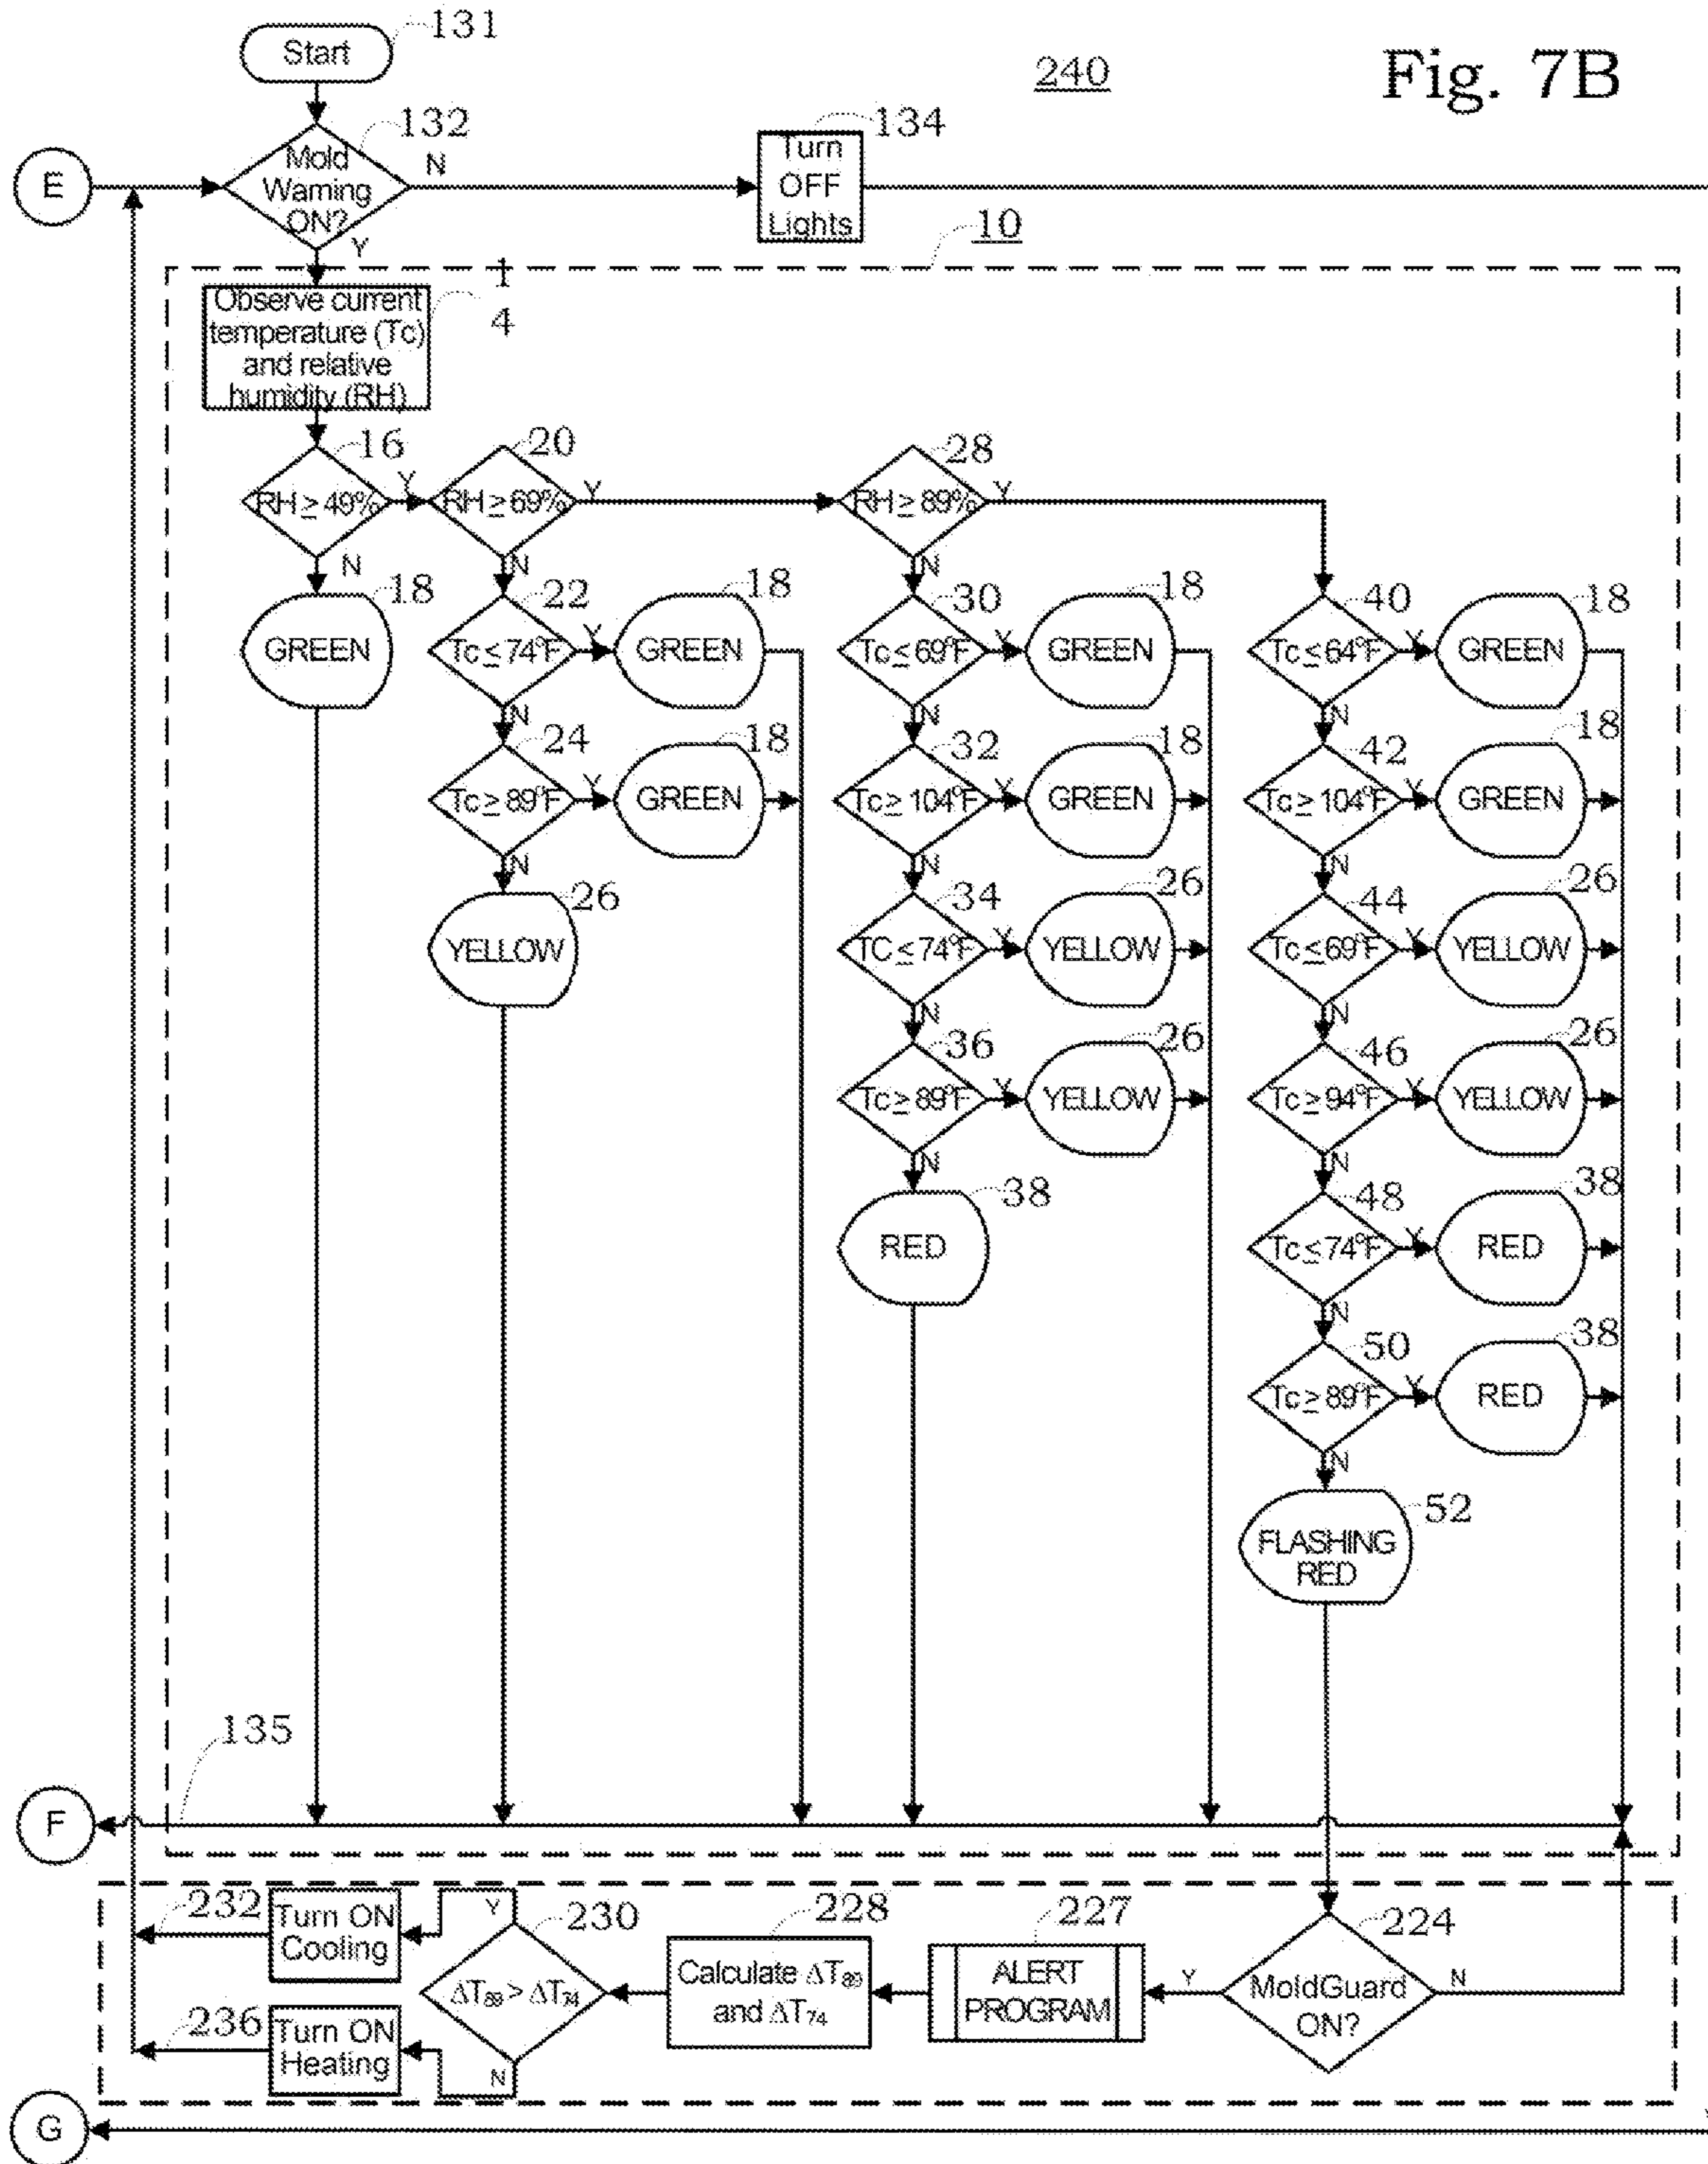 Fig. 7B
240
Start
131
132
Mold
Warning
ON?
N
Y
E
134
Turn
OFF
Lights
10
1
4
Observe current
temperature (Tc)
and relative
humidity (RH)
16
RH ≥ 49%
Y
N
20
RH ≥ 69%
Y
N
28
RH ≥ 89%
Y
N
18
GREEN
22
Tc ≤ 74°F
Y
N
18
GREEN
30
Tc ≤ 69°F
Y
N
18
GREEN
40
Tc ≤ 64°F
Y
N
18
GREEN
24
Tc ≥ 89°F
Y
N
18
GREEN
32
Tc ≥ 104°F
Y
N
18
GREEN
42
Tc ≥ 104°F
Y
N
18
GREEN
26
YELLOW
34
TC ≤ 74°F
Y
N
26
YELLOW
44
Tc ≤ 69°F
Y
N
26
YELLOW
36
Tc ≥ 89°F
Y
N
26
YELLOW
46
Tc ≥ 94°F
Y
N
26
YELLOW
38
RED
48
Tc ≤ 74°F
Y
N
38
RED
50
Tc ≥ 89°F
Y
N
38
RED
52
FLASHING
RED
135
F
232
Turn ON
Cooling
Y
230
ΔT89 > ΔT74
N
228
Calculate ΔT89
and ΔT74
227
ALERT
PROGRAM
Y
224
MoldGuard
ON?
N
236
Turn ON
Heating
G